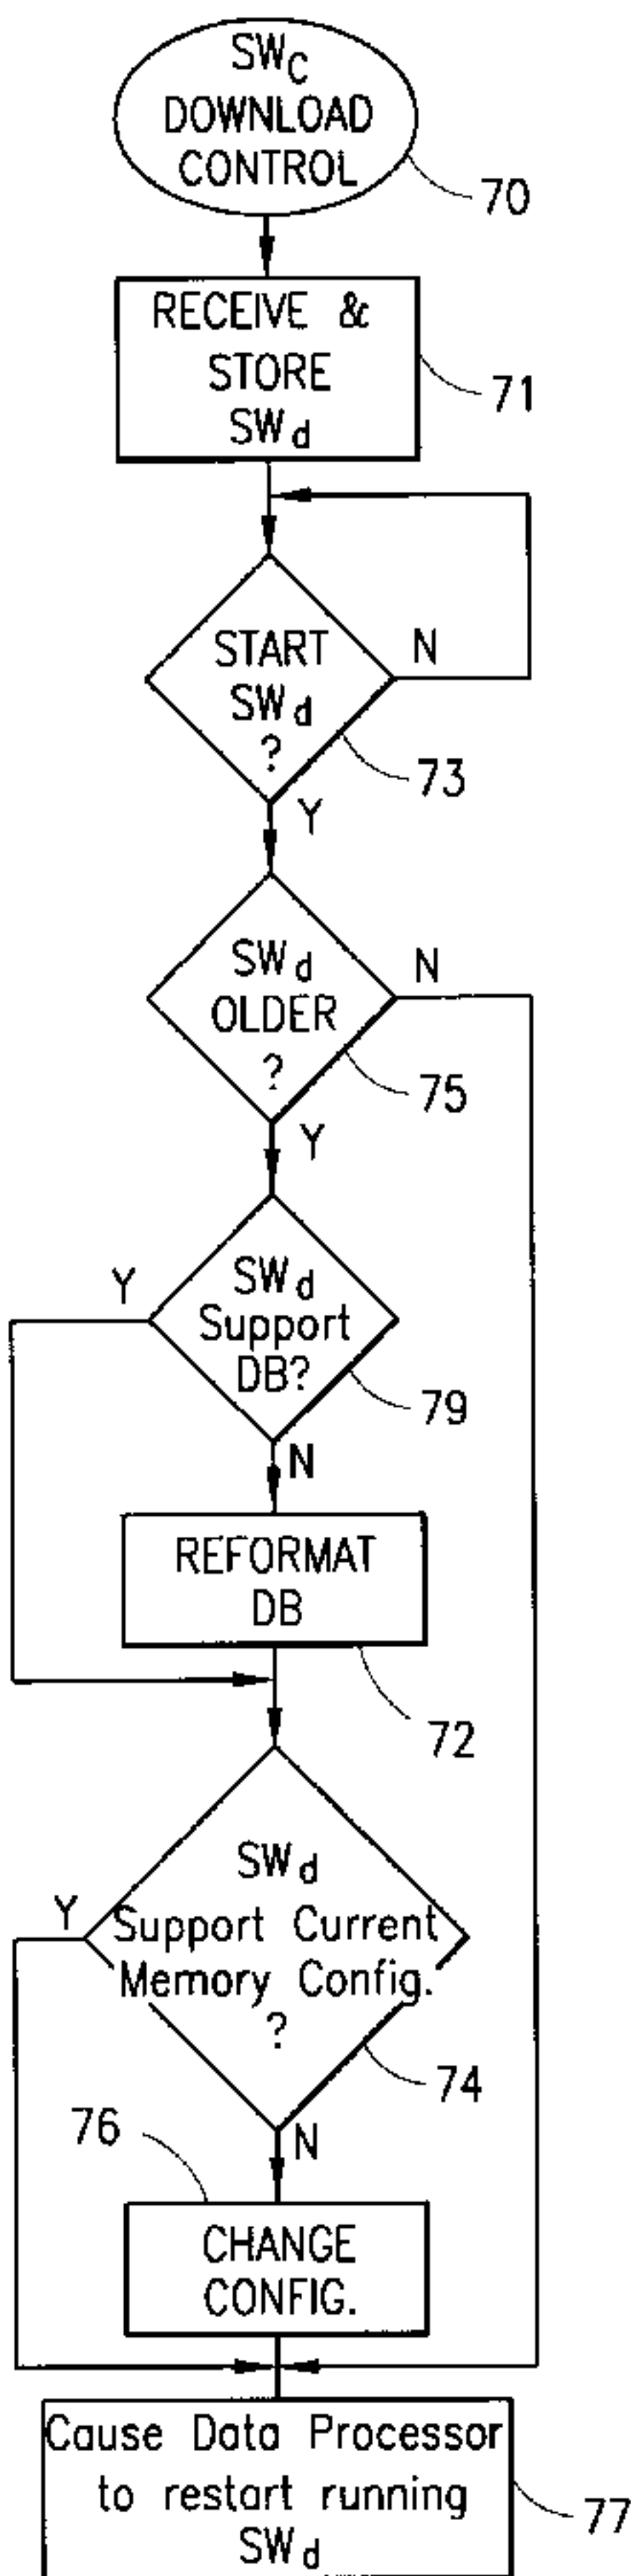 SWC
DOWNLOAD
CONTROL
70
RECEIVE &
STORE
SWd
71
START
SWd
?
N
73
Y
SWd
OLDER
?
N
75
Y
SWd
Support
DB?
Y
79
N
REFORMAT
DB
72
SWd
Support Current
Memory Config.
?
Y
74
N
76
CHANGE
CONFIG.
Cause Data Processor
to restart running
SWd
77